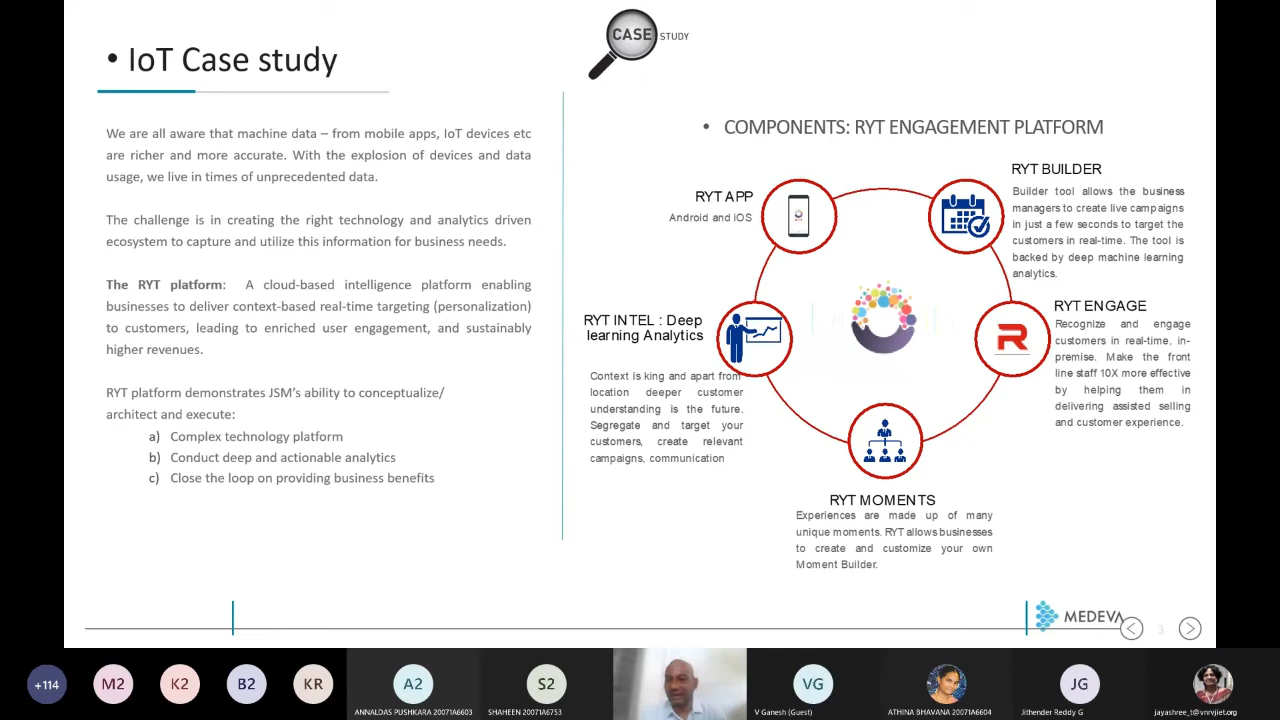 CASE STUDY
• IoT Case study
We are all aware that machine data – from mobile apps, IoT devices etc
are richer and more accurate. With the explosion of devices and data
usage, we live in times of unprecedented data.
The challenge is in creating the right technology and analytics driven
ecosystem to capture and utilize this information for business needs.
The RYT platform: A cloud-based intelligence platform enabling
businesses to deliver context-based real-time targeting (personalization)
to customers, leading to enriched user engagement, and sustainably
higher revenues.
RYT platform demonstrates JSM’s ability to conceptualize/
architect and execute:
a) Complex technology platform
b) Conduct deep and actionable analytics
c) Close the loop on providing business benefits
• COMPONENTS: RYT ENGAGEMENT PLATFORM
RYT APP
Android and iOS
RYT BUILDER
Builder tool allows the business
managers to create live campaigns
in just a few seconds to target the
customers in real-time. The tool is
backed by deep machine learning
analytics.
RYT INTEL : Deep
learning Analytics
Context is king and apart from
location deeper customer
understanding is the future.
Segregate and target your
customers, create relevant
campaigns, communication
R
RYT ENGAGE
Recognize and engage
customers in real-time, in-
premise. Make the front
line staff 10X more effective
by helping them in
delivering assisted selling
and customer experience.
RYT MOMENTS
Experiences are made up of many
unique moments. RYT allows businesses
to create and customize your own
Moment Builder.
MEDEVA
3
+114
M2
K2
B2
KR
A2
ANNALDAS PUSHKARA 20071A6603
S2
SHAHEEN 20071A6753
VG
V Ganesh (Guest)
ATHINA BHAVANA 20071A6604
JG
Jithender Reddy G
jayashree_t@vnrvjiet.org